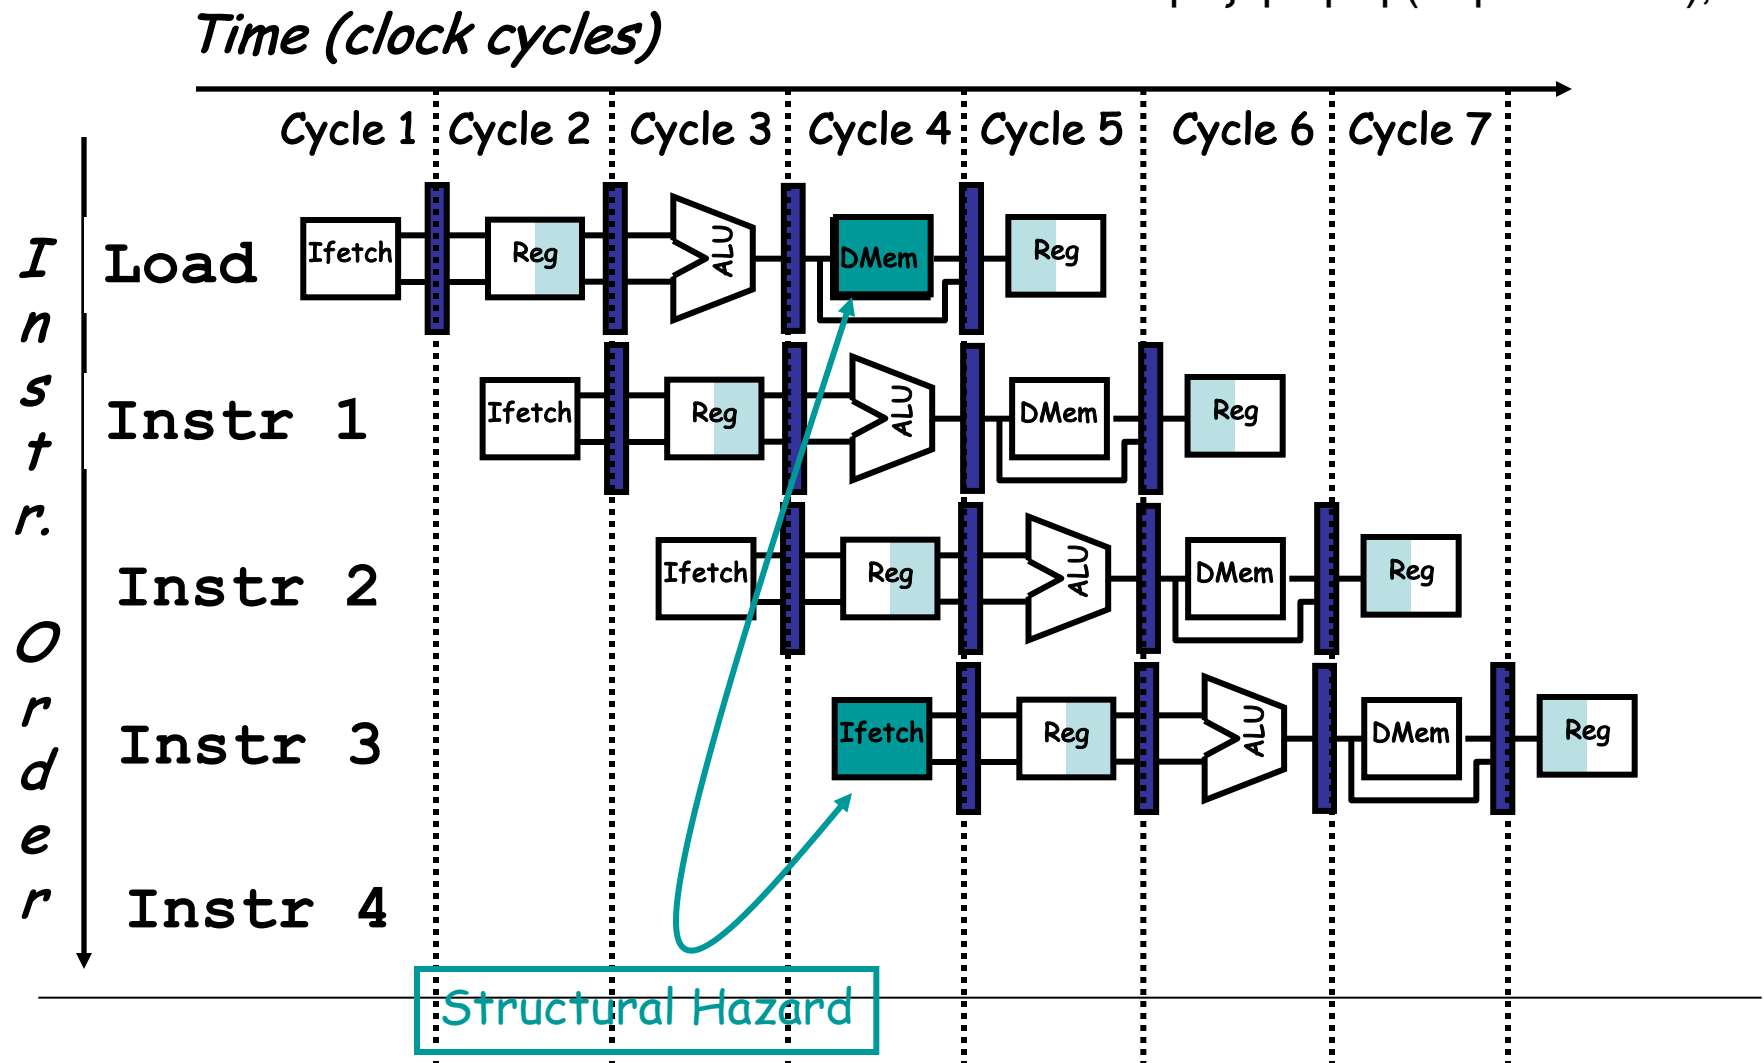 Time (clock cycles)
Cycle 1 Cycle 2 Cycle 3 Cycle 4 Cycle 5 Cycle 6 Cycle 7
Instr. Order
Load Ifetch Reg ALU DMem Reg
Instr 1 Ifetch Reg ALU DMem Reg
Instr 2 Ifetch Reg ALU DMem Reg
Instr 3 Ifetch Reg ALU DMem Reg
Instr 4
Structural Hazard